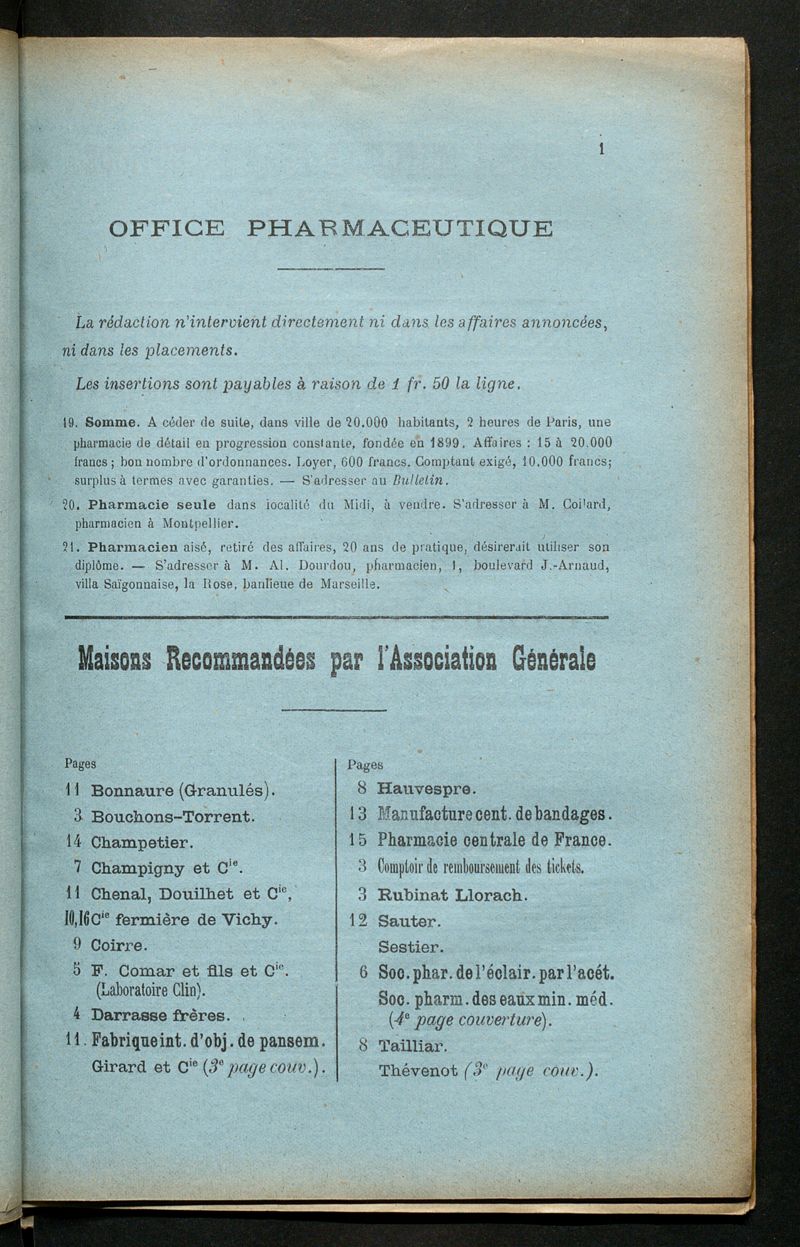 1
OFFICE PHARMACEUTIQUE
La rédaction n'intervient directement ni dans les affaires annoncées,
ni dans les placements.
Les insertions sont payables à raison de 1 fr. 50 la ligne.
19. Somme. A céder de suite, dans ville de 20.000 habitants, 2 heures de Paris, une
pharmacie de détail en progression constante, fondée en 1899. Affaires : 15 à 20.000
francs ; bon nombre d'ordonnances. Loyer, 600 francs. Comptant exigé, 10.000 francs;
surplus à termes avec garanties. — S'adresser au Bulletin.
20. Pharmacie seule dans localité du Midi, à vendre. S'adresser à M. Coilard,
pharmacien à Montpellier.
21. Pharmacien aisé, retiré des affaires, 20 ans de pratique, désirerait utiliser son
diplôme. — S'adresser à M. Al. Dourdou, pharmacien, 1, boulevard J.-Arnaud,
villa Saïgonnaise, la Rose, banlieue de Marseille.
Maisons Recommandées par l'Association Générale
Pages
11 Bonnaure (Granulés).
3 Bouchons-Torrent.
14 Champetier.
7 Champigny et Cie.
11 Chenal, Douilhet et Cie,
10,16 Cie fermière de Vichy.
9 Coirre.
5 F. Comar et fils et Cie.
(Laboratoire Clin).
4 Darrasse frères.
11. Fabrique int. d'obj. de pansem.
Girard et Cie (3e page couv.).
Pages
8 Hauvespre.
13 Manufacture cent. de bandages.
15 Pharmacie centrale de France.
3 Comptoir de remboursement des tickets.
3 Rubinat Llorach.
12 Sauter.
Sestier.
6 Soc. phar. de l'éclair. par l'acét.
Soc. pharm. des eaux min. méd.
(4e page couverture).
8 Tailliar.
Thévenot (3e page couv.).